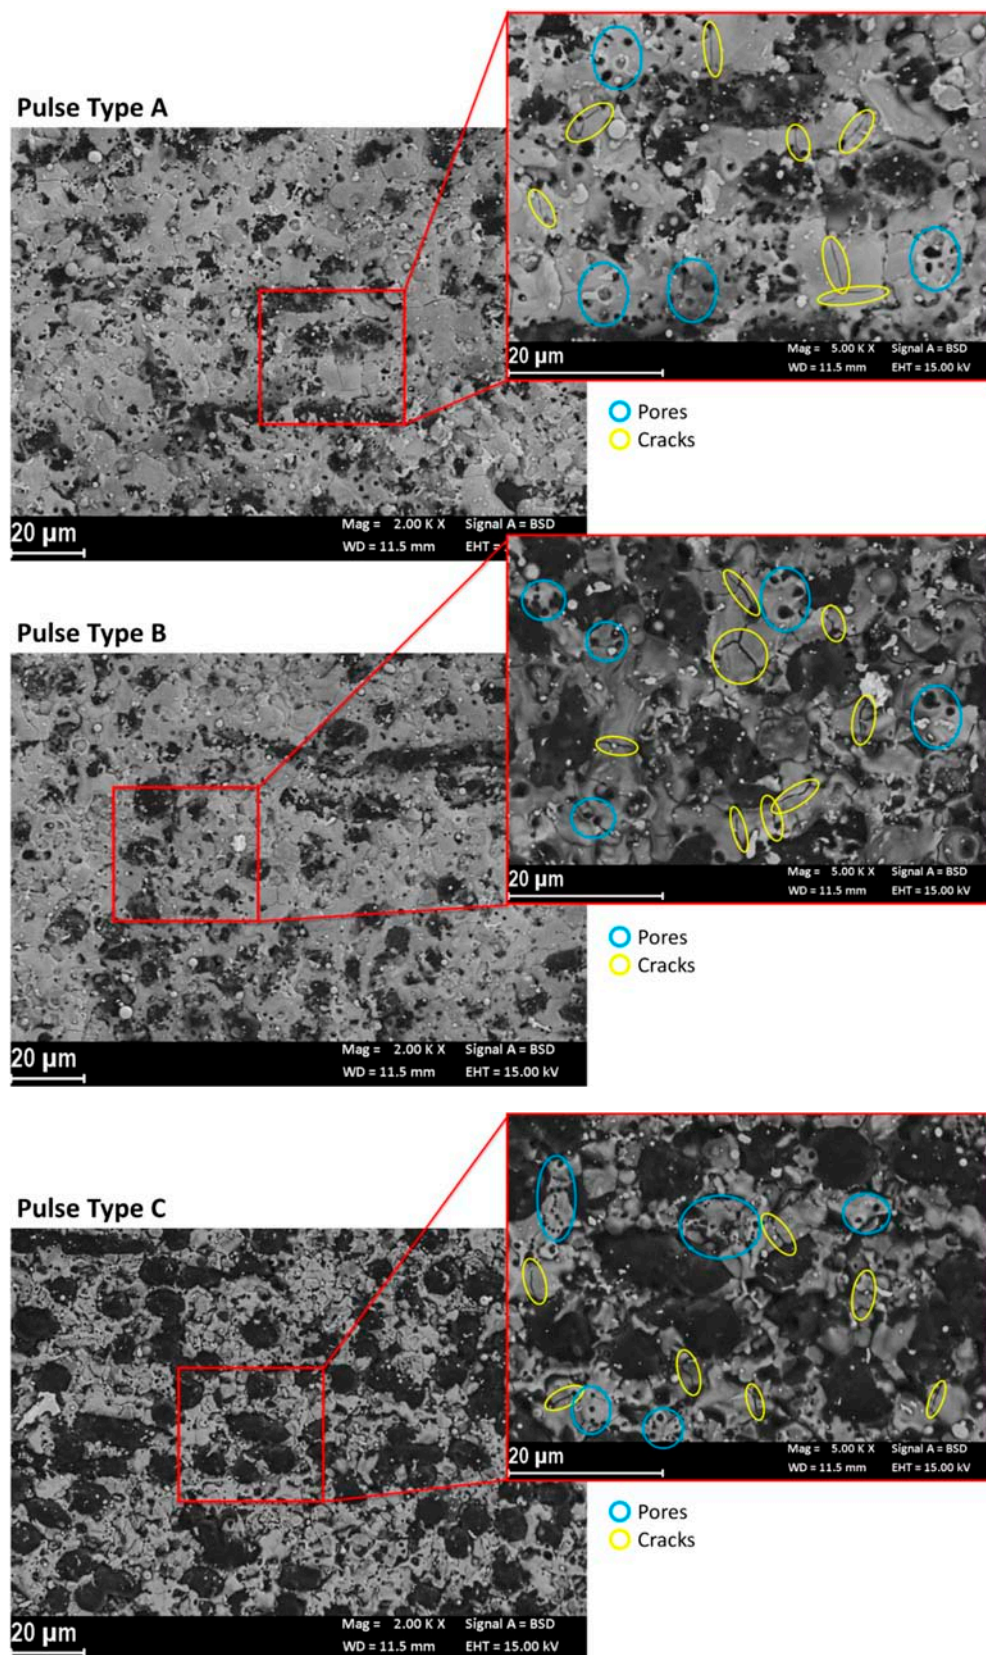 Pulse Type A
20 µm
Mag = 5.00 K X Signal A = BSD
WD = 11.5 mm EHT = 15.00 kV
Pores
Cracks
20 µm
Mag = 2.00 K X Signal A = BSD
WD = 11.5 mm EHT =
Pulse Type B
20 µm
Mag = 5.00 K X Signal A = BSD
WD = 11.5 mm EHT = 15.00 kV
Pores
Cracks
20 µm
Mag = 2.00 K X Signal A = BSD
WD = 11.5 mm EHT = 15.00 kV
Pulse Type C
20 µm
Mag = 5.00 K X Signal A = BSD
WD = 11.5 mm EHT = 15.00 kV
Pores
Cracks
20 µm
Mag = 2.00 K X Signal A = BSD
WD = 11.5 mm EHT = 15.00 kV